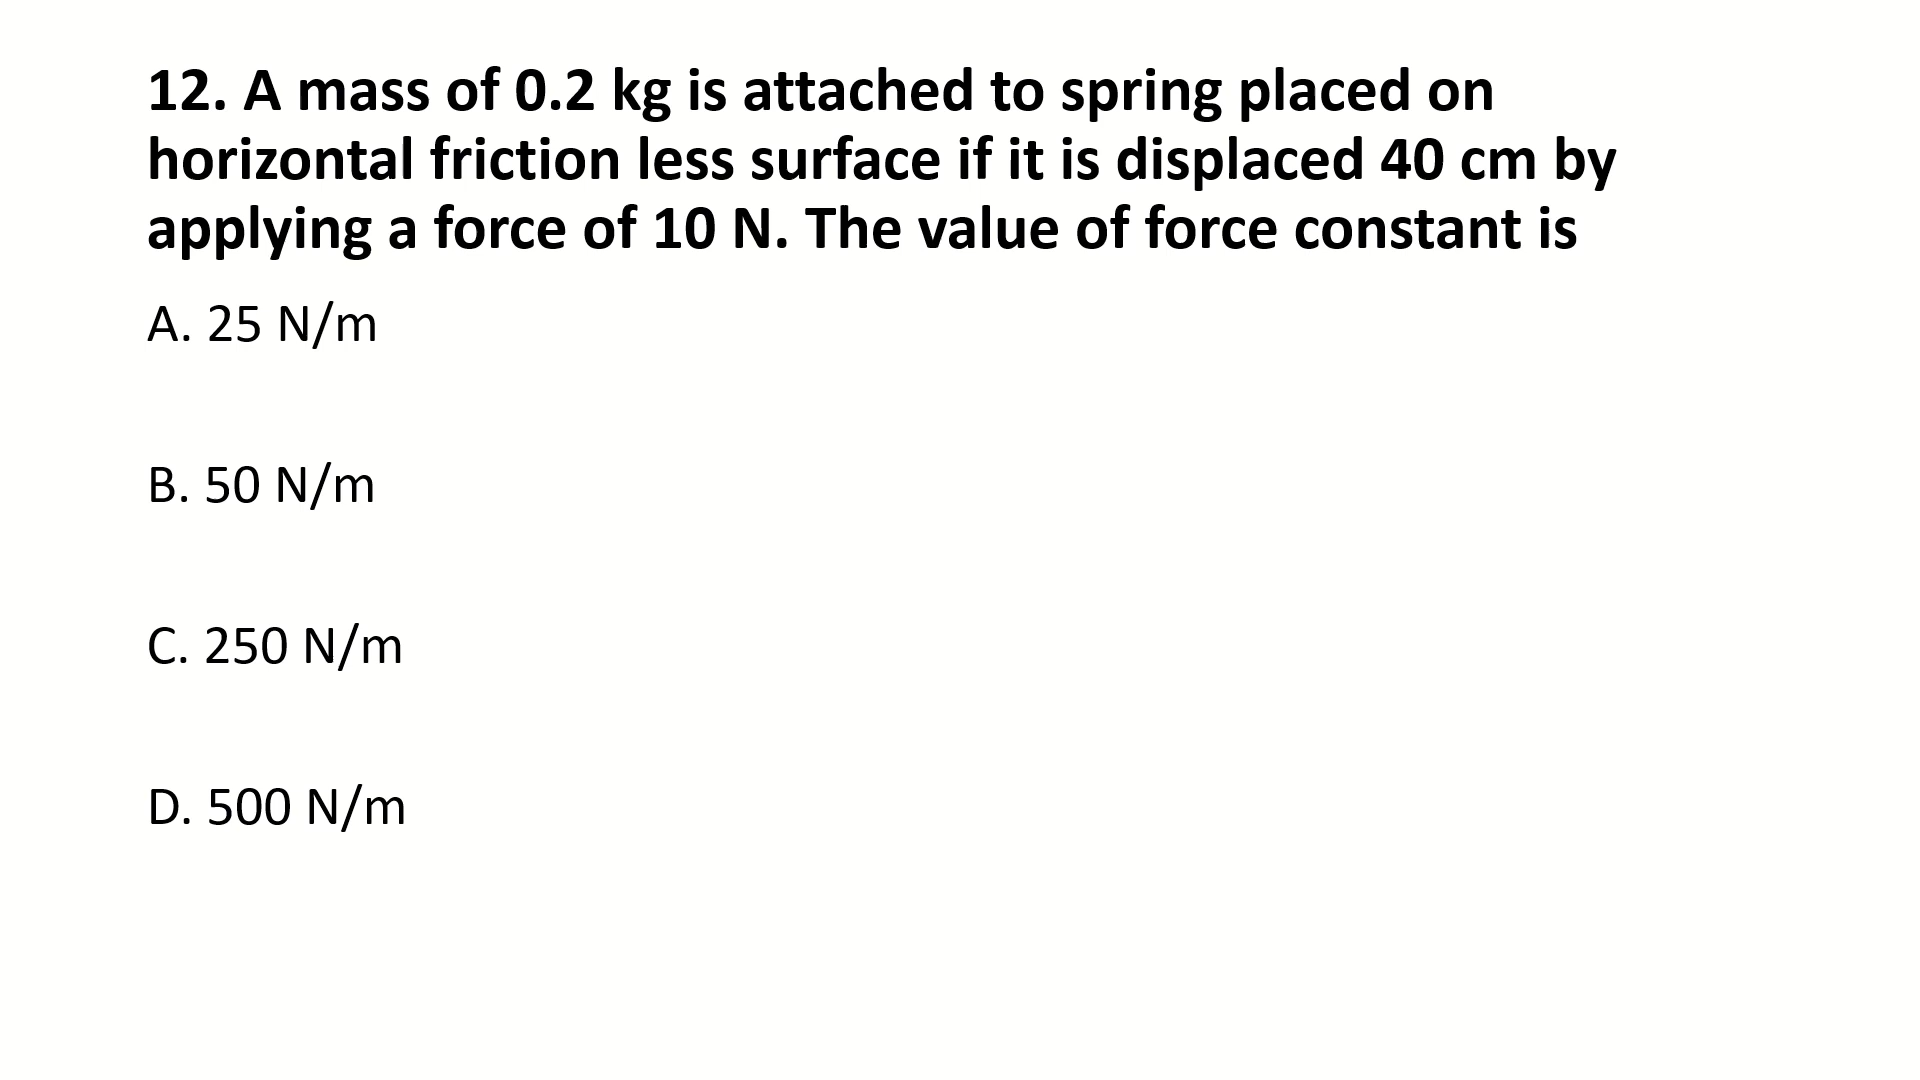 12. A mass of 0.2 kg is attached to spring placed on
horizontal friction less surface if it is displaced 40 cm by
applying a force of 10 N. The value of force constant is
A. 25 N/m
B. 50 N/m
C. 250 N/m
D. 500 N/m